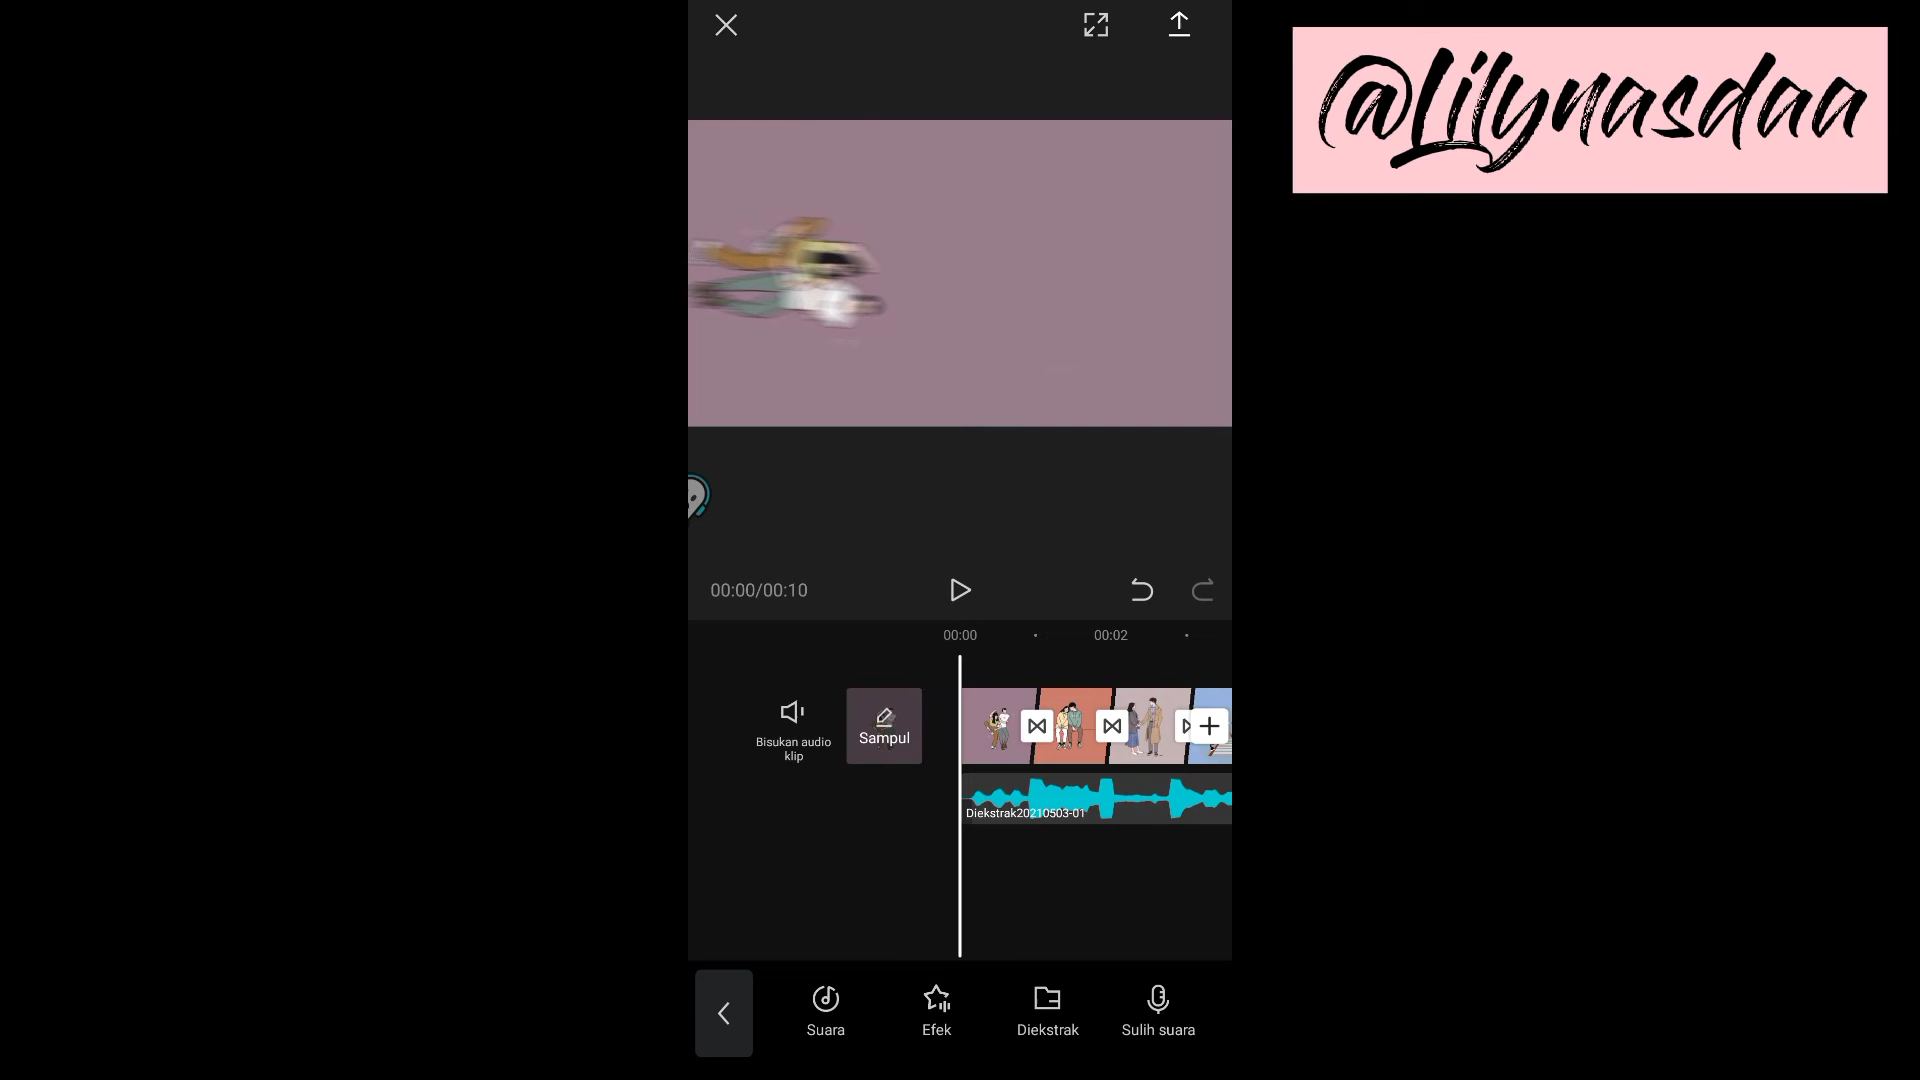 @Lilynasdaa
00:00/00:10
00:00
00:02
Bisukan audio
klip
Sampul
Diekstrak20210503-01
Suara
Efek
Diekstrak
Sulih suara